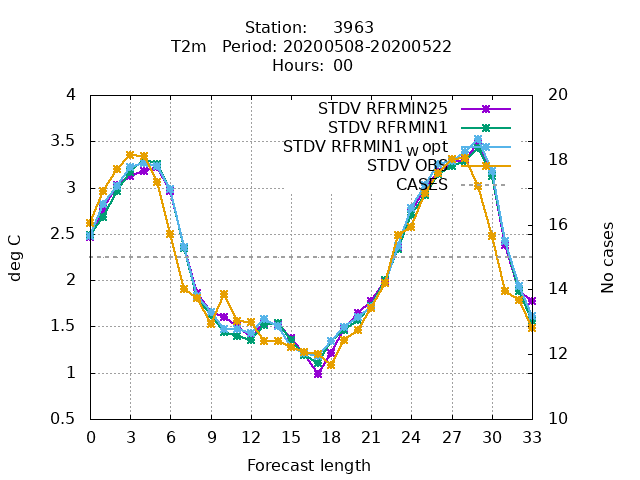 Station: 3963
T2m Period: 20200508-20200522
Hours: 00
4
3.5
3
2.5
2
1.5
1
0.5
deg C
STDV RFRMIN25
STDV RFRMIN1
STDV RFRMIN1 w opt
STDV OBS
CASES
20
18
16
14
12
10
No cases
0 3 6 9 12 15 18 21 24 27 30 33
Forecast length